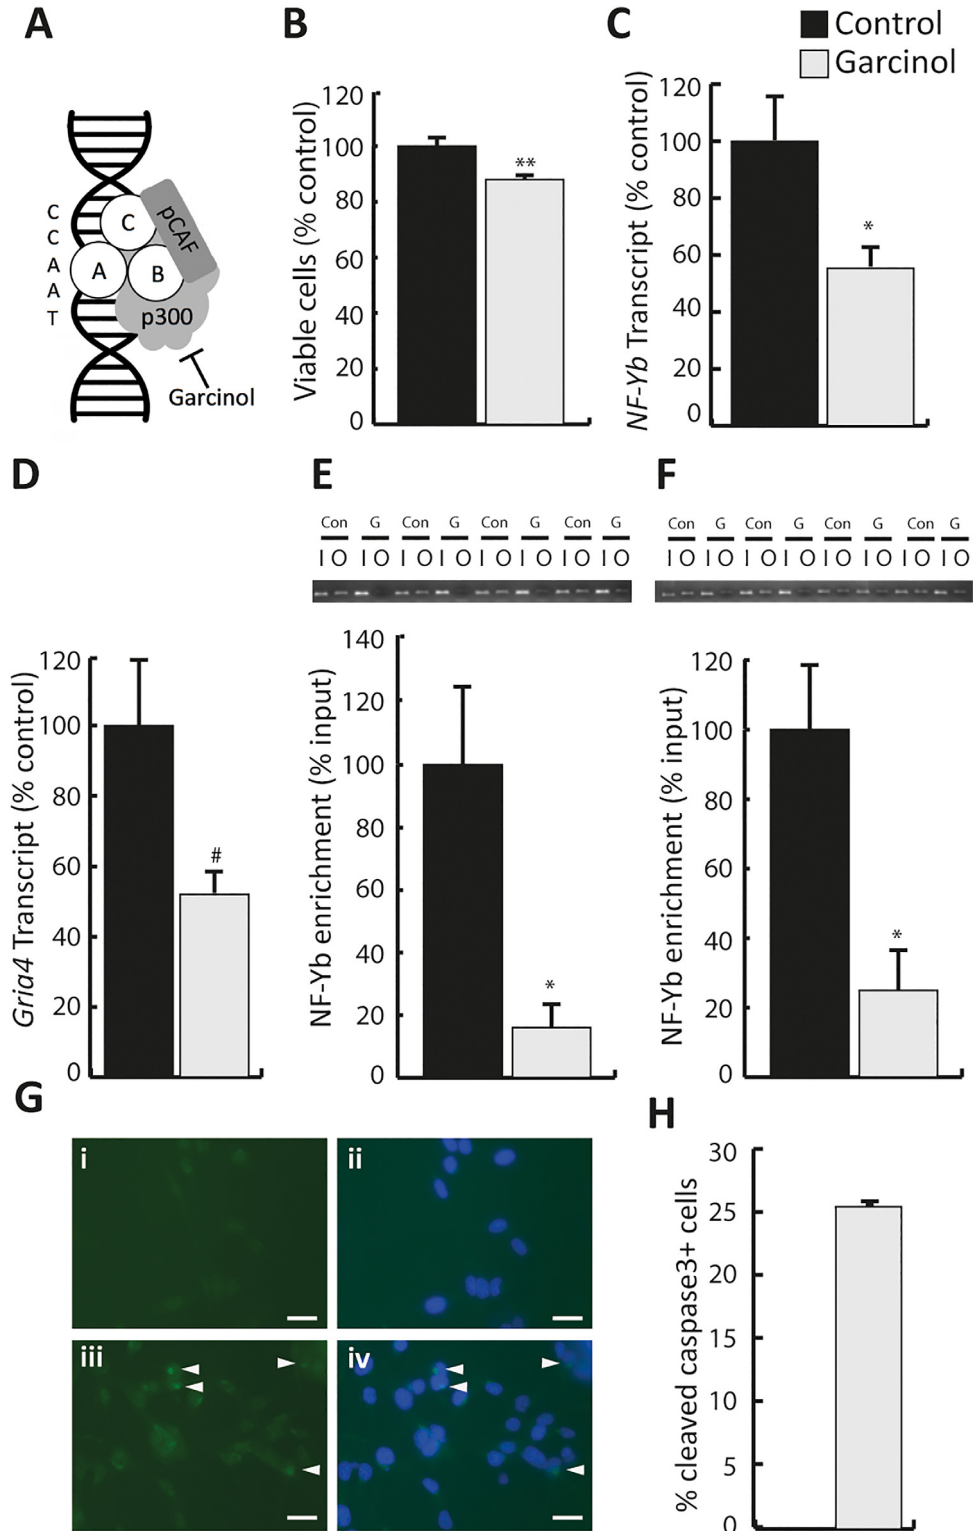 A
C
C
A
A
T
C
A
B
pCAF
p300
Garcinol
B
Viable cells (% control)
120
100
80
60
40
20
0
**
C
Control
Garcinol
NF-Yb Transcript (% control)
120
100
80
60
40
20
0
*
D
Gria4 Transcript (% control)
120
100
80
60
40
20
0
#
E
Con G Con G Con G Con G
I O I O I O I O I O I O I O I O
NF-Yb enrichment (% input)
140
120
100
80
60
40
20
0
*
F
Con G Con G Con G Con G
I O I O I O I O I O I O I O I O
NF-Yb enrichment (% input)
120
100
80
60
40
20
0
*
G
i
ii
iii
iv
H
% cleaved caspase3+ cells
30
25
20
15
10
5
0